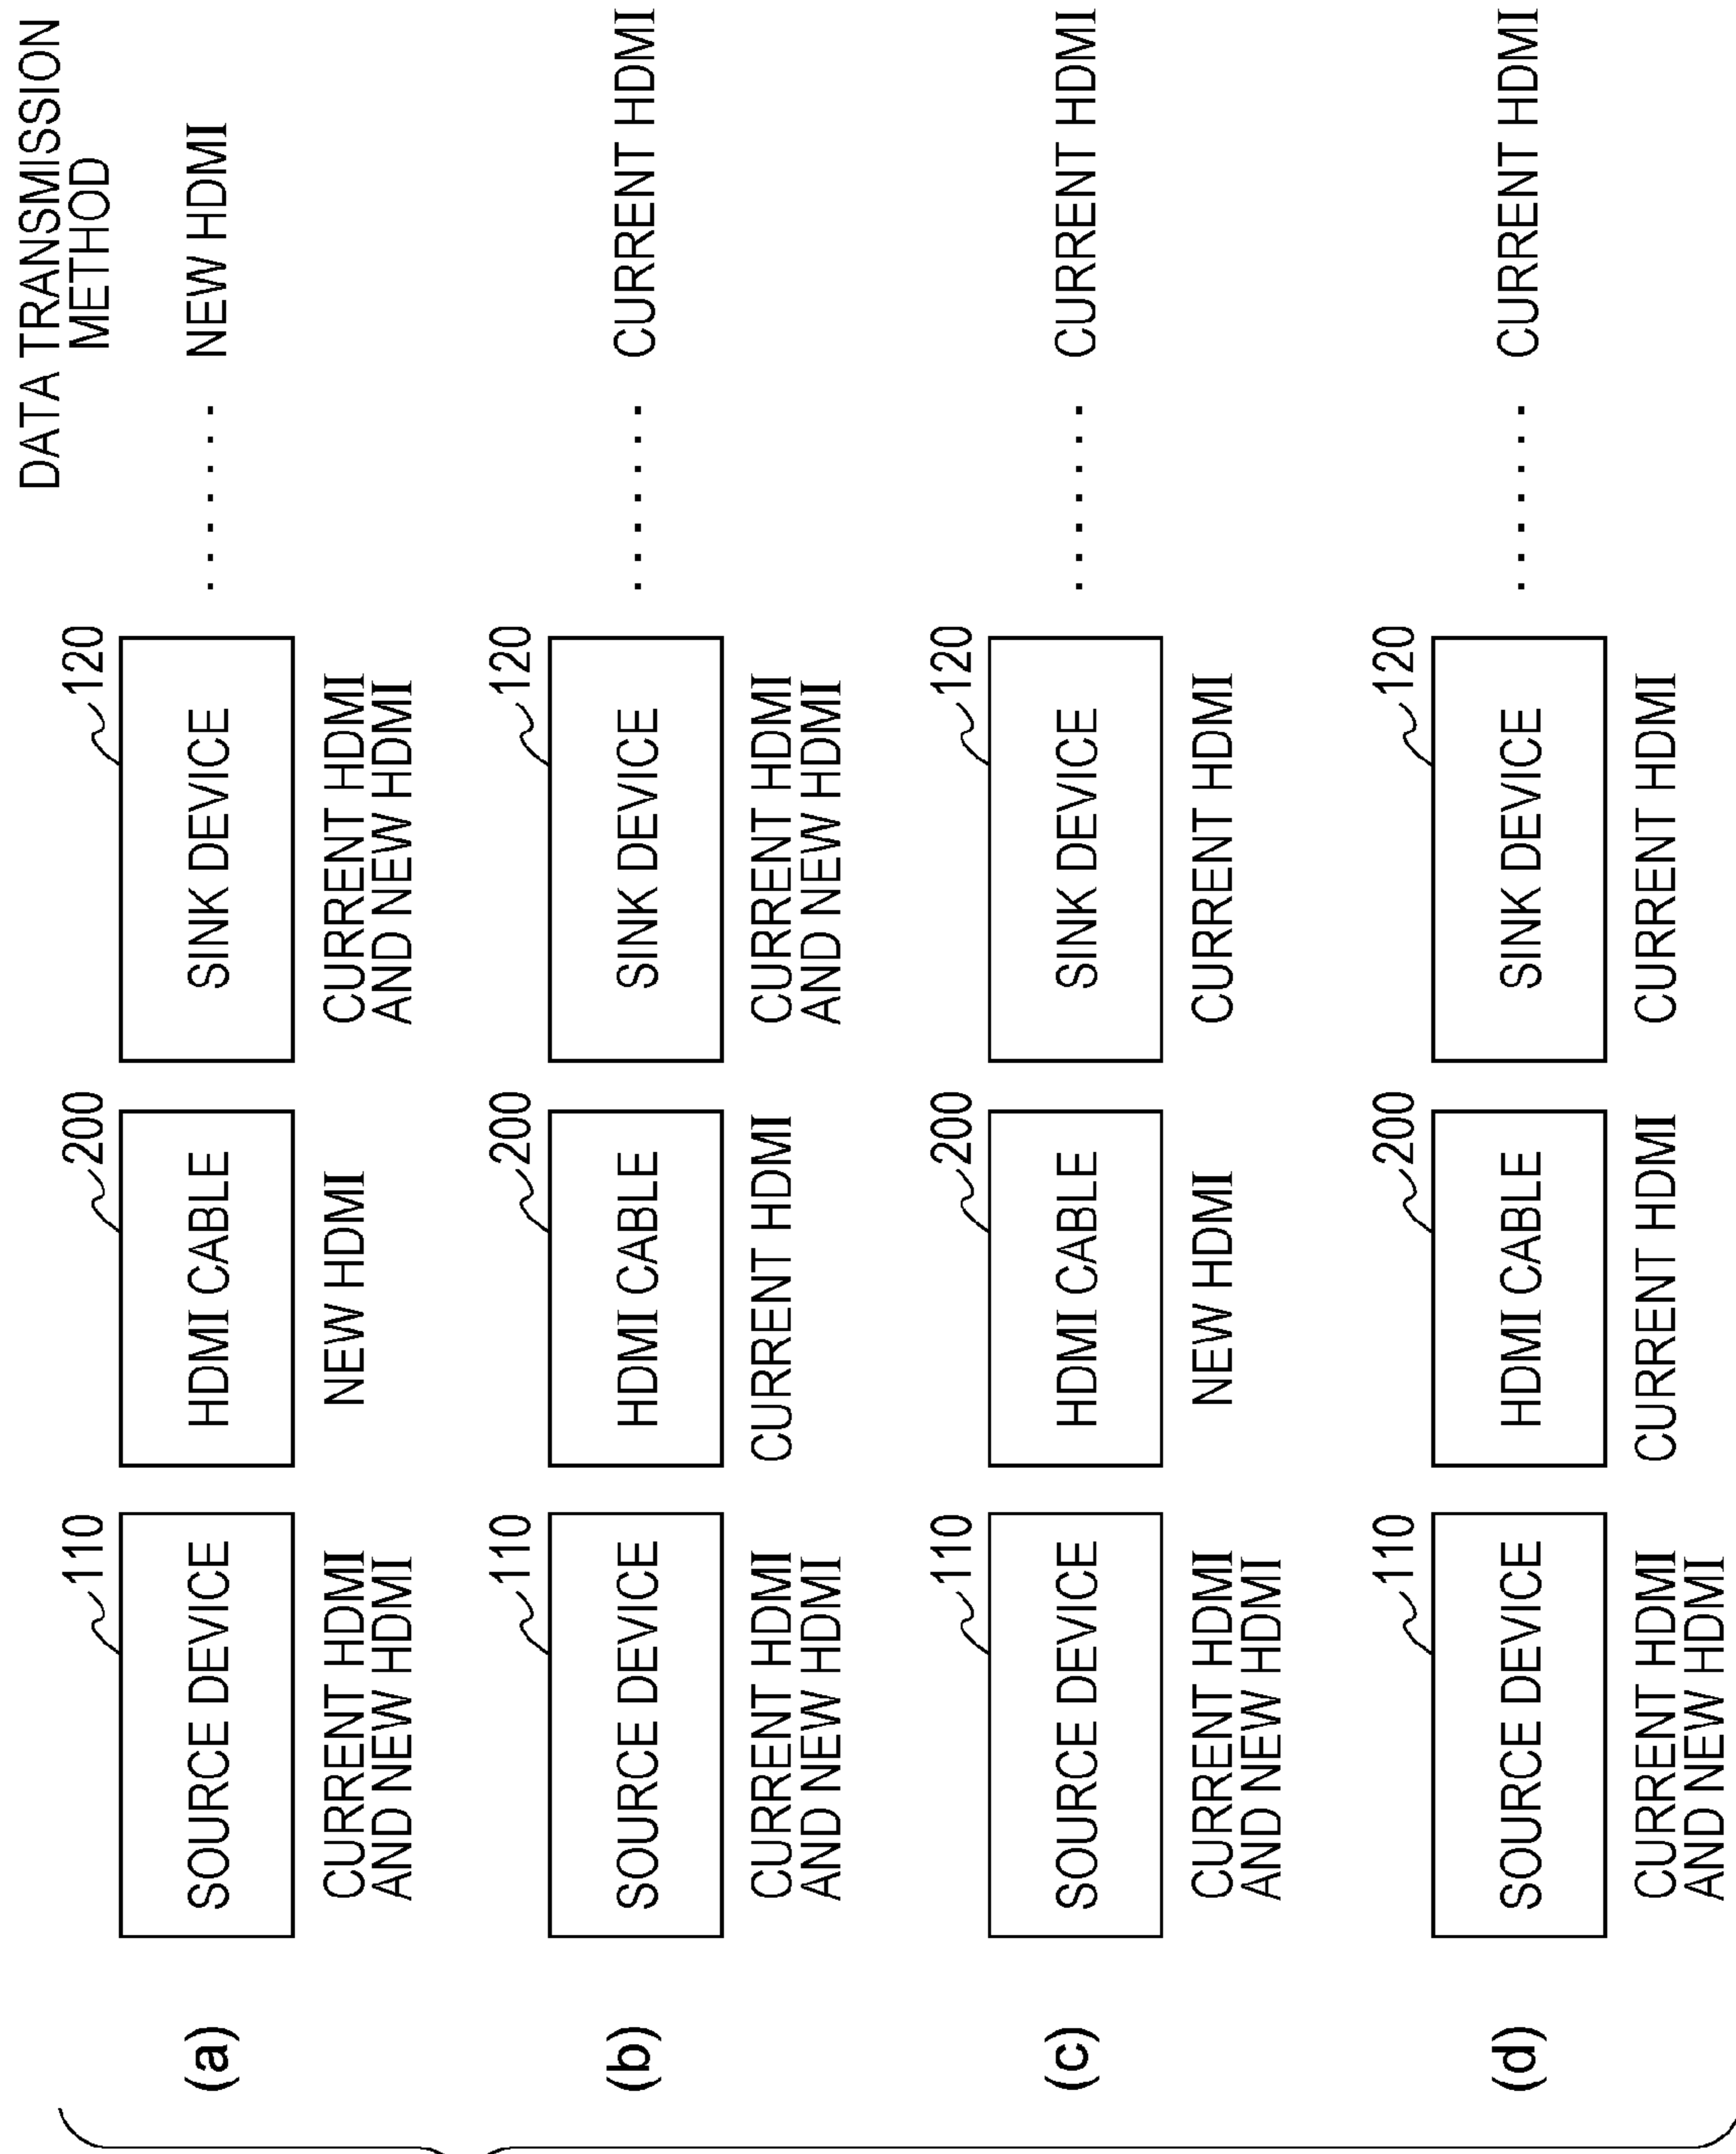 DATA TRANSMISSION
METHOD
(a)
110
SOURCE DEVICE
CURRENT HDMI
AND NEW HDMI
200
HDMI CABLE
NEW HDMI
120
SINK DEVICE
CURRENT HDMI
AND NEW HDMI
NEW HDMI
(b)
110
SOURCE DEVICE
CURRENT HDMI
AND NEW HDMI
200
HDMI CABLE
CURRENT HDMI
120
SINK DEVICE
CURRENT HDMI
AND NEW HDMI
CURRENT HDMI
(c)
110
SOURCE DEVICE
CURRENT HDMI
AND NEW HDMI
200
HDMI CABLE
NEW HDMI
120
SINK DEVICE
CURRENT HDMI
CURRENT HDMI
(d)
110
SOURCE DEVICE
CURRENT HDMI
AND NEW HDMI
200
HDMI CABLE
CURRENT HDMI
120
SINK DEVICE
CURRENT HDMI
CURRENT HDMI